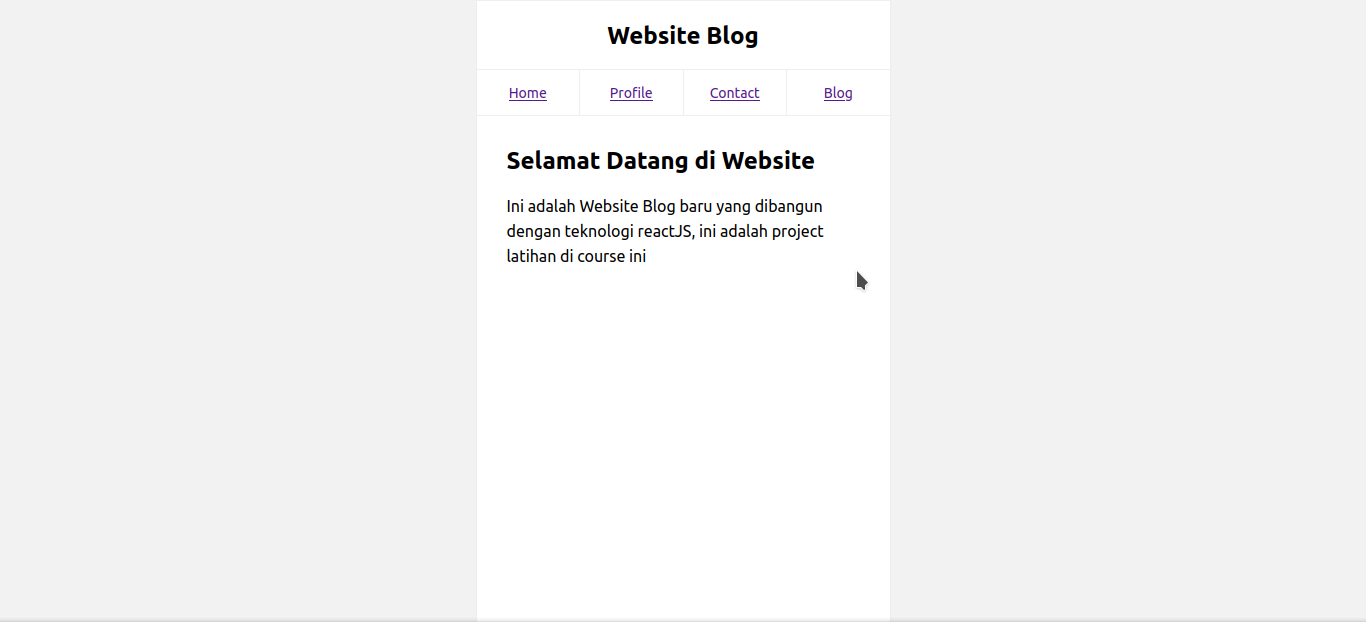 Website Blog
Home Profile Contact Blog
Selamat Datang di Website
Ini adalah Website Blog baru yang dibangun
dengan teknologi reactJS, ini adalah project
latihan di course ini